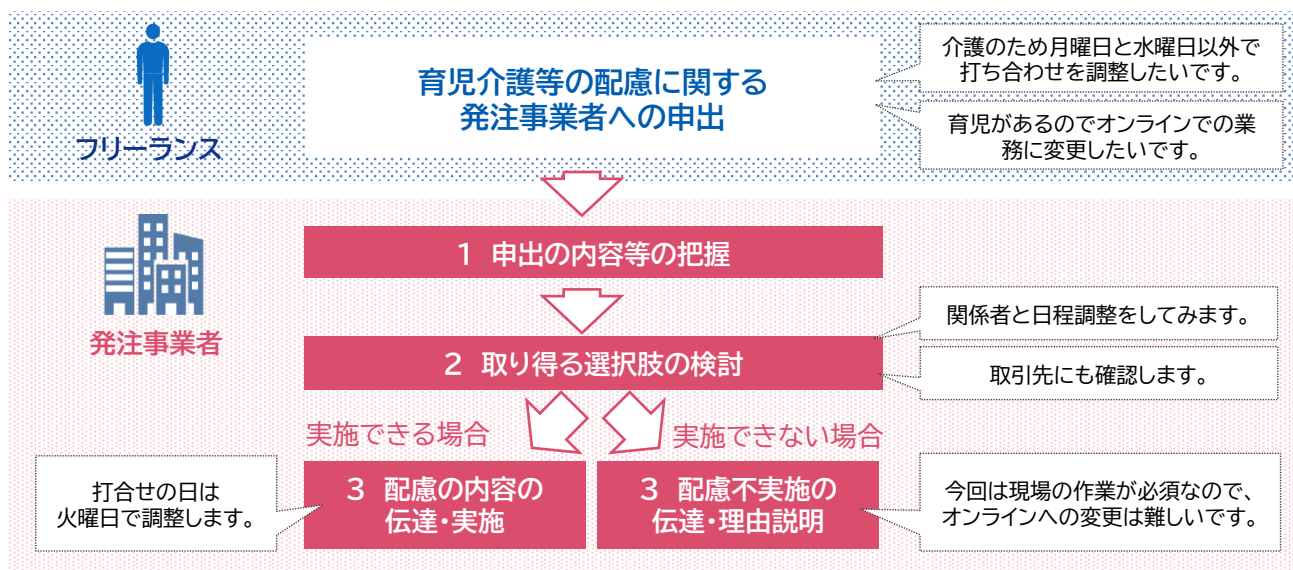 フリーランス
育児介護等の配慮に関する
発注事業者への申出
介護のため月曜日と水曜日以外で
打ち合わせを調整したいです。
育児があるのでオンラインでの業
務に変更したいです。
発注事業者
1 申出の内容等の把握
2 取り得る選択肢の検討
関係者と日程調整をしてみます。
取引先にも確認します。
実施できる場合
実施できない場合
打合せの日は
火曜日で調整します。
3 配慮の内容の
伝達・実施
3 配慮不実施の
伝達・理由説明
今回は現場の作業が必須なので、
オンラインへの変更は難しいです。